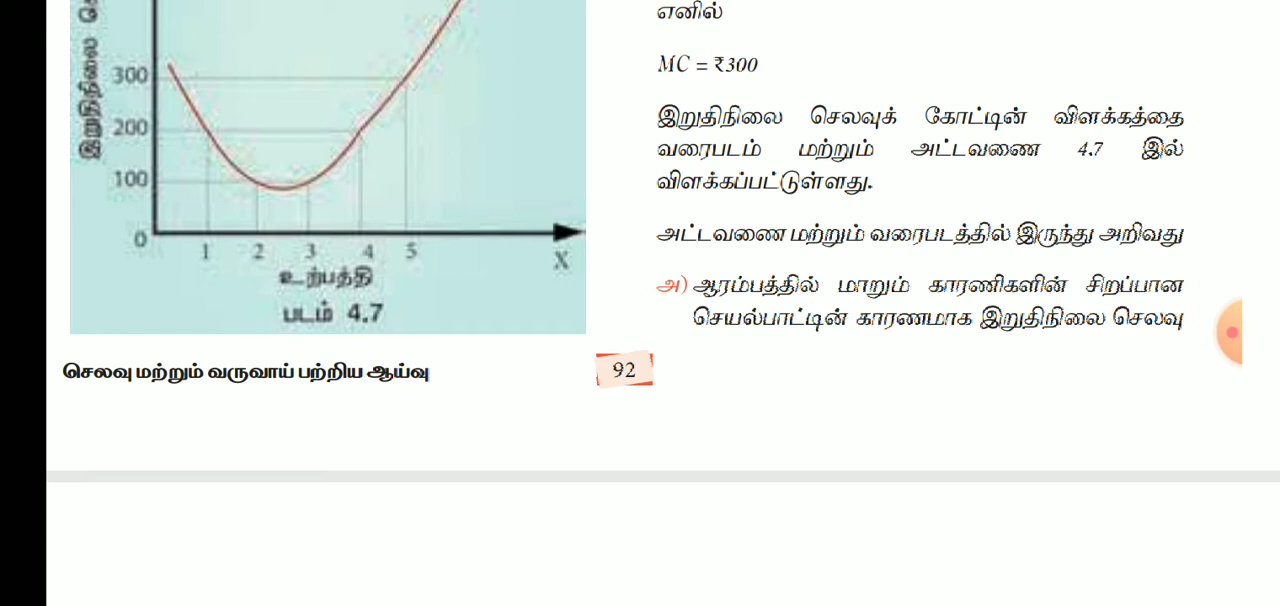 இறுதிநிலை
300
200
100
0
1 2 3 4 5
X
உற்பத்தி
படம் 4.7
செலவு மற்றும் வருவாய் பற்றிய ஆய்வு
92
எனில்
MC = ₹300
இறுதிநிலை செலவுக் கோட்டின் விளக்கத்தை
வரைபடம் மற்றும் அட்டவணை 4.7 இல்
விளக்கப்பட்டுள்ளது.
அட்டவணை மற்றும் வரைபடத்தில் இருந்து அறிவது
அ) ஆரம்பத்தில் மாறும் காரணிகளின் சிறப்பான
செயல்பாட்டின் காரணமாக இறுதிநிலை செலவு